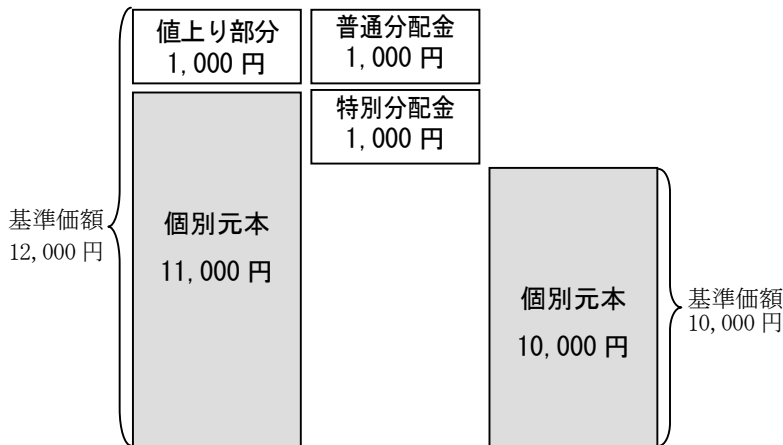 値上り部分
1,000 円
普通分配金
1,000 円
特別分配金
1,000 円
基準価額
12,000 円
個別元本
11,000 円
個別元本
10,000 円
基準価額
10,000 円